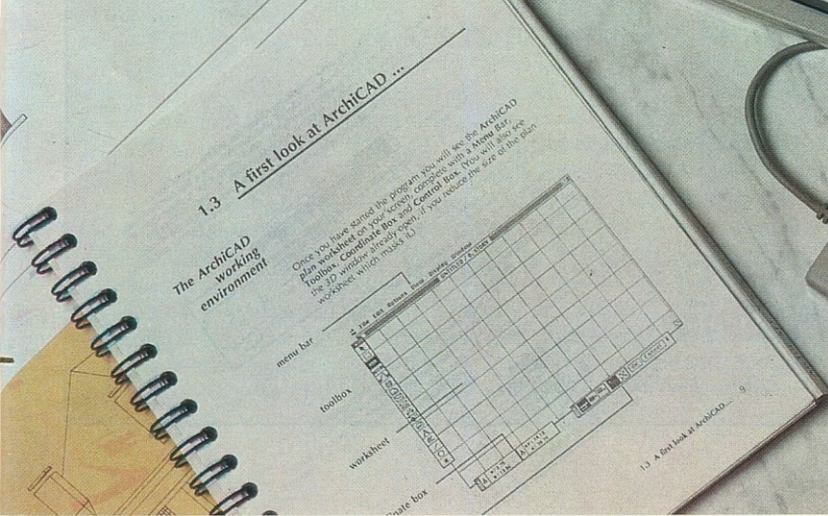 1.3 A first look at ArchiCAD ...
The ArchiCAD
working
environment
Once you have started the program you will see the ArchiCAD
plan worksheet on your screen, complete with a Menu Bar,
Toolbox, Coordinate Box and Control Box. (You will also see
the 3D window already open, if you reduce the size of the plan
worksheet which masks it.)
menu bar
toolbox
worksheet
inate box
1.3 A first look at ArchiCAD... 9